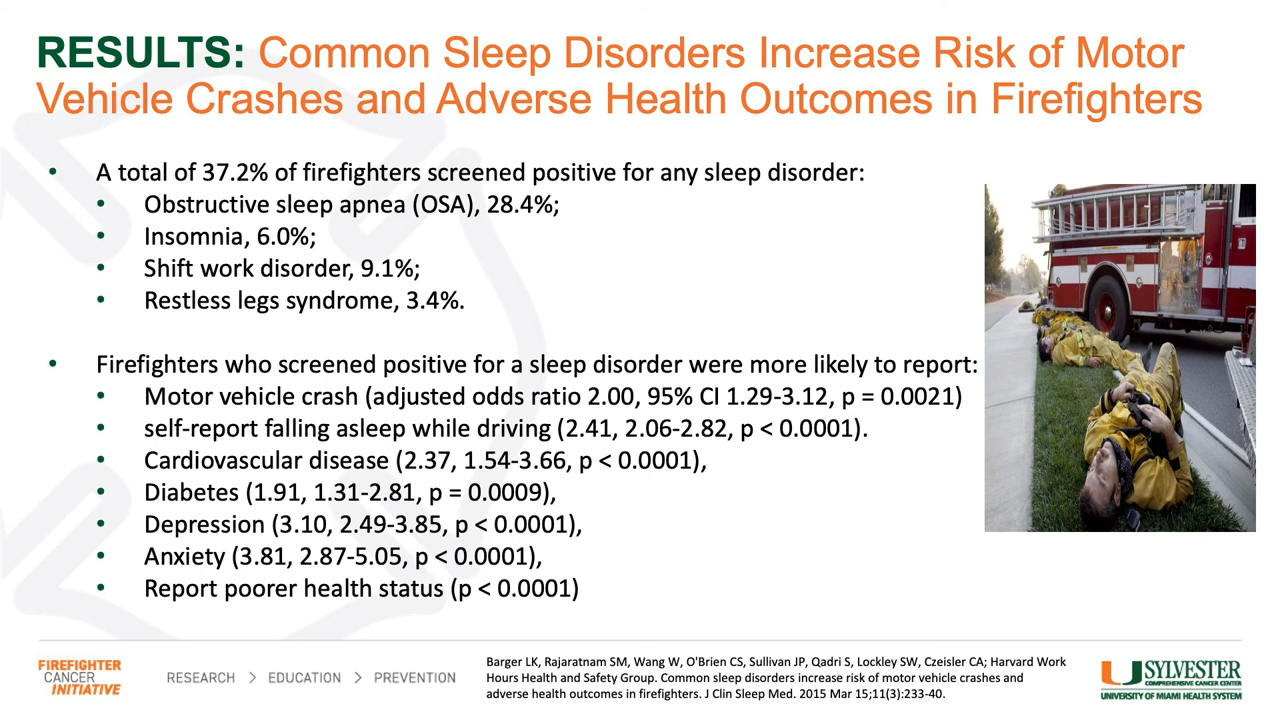 RESULTS: Common Sleep Disorders Increase Risk of Motor
Vehicle Crashes and Adverse Health Outcomes in Firefighters
• A total of 37.2% of firefighters screened positive for any sleep disorder:
• Obstructive sleep apnea (OSA), 28.4%;
• Insomnia, 6.0%;
• Shift work disorder, 9.1%;
• Restless legs syndrome, 3.4%.
• Firefighters who screened positive for a sleep disorder were more likely to report:
• Motor vehicle crash (adjusted odds ratio 2.00, 95% CI 1.29-3.12, p = 0.0021)
• self-report falling asleep while driving (2.41, 2.06-2.82, p < 0.0001).
• Cardiovascular disease (2.37, 1.54-3.66, p < 0.0001),
• Diabetes (1.91, 1.31-2.81, p = 0.0009),
• Depression (3.10, 2.49-3.85, p < 0.0001),
• Anxiety (3.81, 2.87-5.05, p < 0.0001),
• Report poorer health status (p < 0.0001)
FIREFIGHTER
CANCER
INITIATIVE
RESEARCH > EDUCATION > PREVENTION
Barger LK, Rajaratnam SM, Wang W, O'Brien CS, Sullivan JP, Qadri S, Lockley SW, Czeisler CA; Harvard Work
Hours Health and Safety Group. Common sleep disorders increase risk of motor vehicle crashes and
adverse health outcomes in firefighters. J Clin Sleep Med. 2015 Mar 15;11(3):233-40.
SYLVESTER
COMPREHENSIVE CANCER CENTER
UNIVERSITY OF MIAMI HEALTH SYSTEM